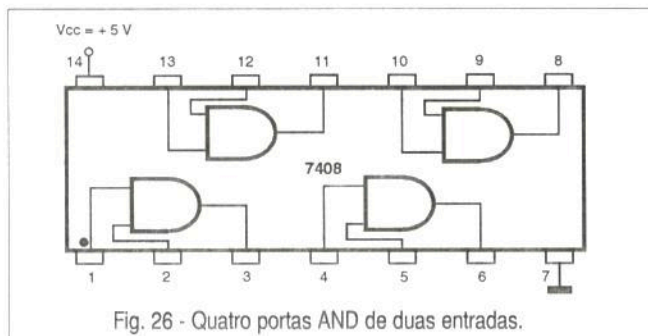 Vcc = + 5 V
14 13 12 11 10 9 8
7408
1 2 3 4 5 6 7
Fig. 26 - Quatro portas AND de duas entradas.